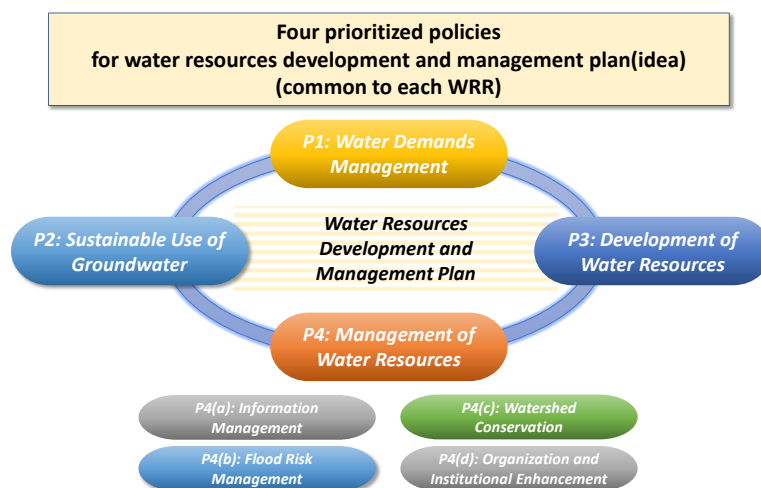 Four prioritized policies
for water resources development and management plan(idea)
(common to each WRR)
P1: Water Demands
Management
P2: Sustainable Use of
Groundwater
Water Resources
Development and
Management Plan
P3: Development of
Water Resources
P4: Management of
Water Resources
P4(a): Information
Management
P4(c): Watershed
Conservation
P4(b): Flood Risk
Management
P4(d): Organization and
Institutional Enhancement